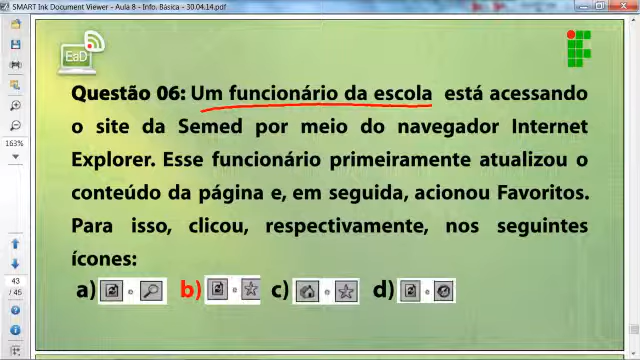 SMART Ink Document Viewer - Aula 8 - Info. Básica - 30.04.14.pdf
EaD
Questão 06: Um funcionário da escola está acessando
o site da Semed por meio do navegador Internet
Explorer. Esse funcionário primeiramente atualizou o
conteúdo da página e, em seguida, acionou Favoritos.
Para isso, clicou, respectivamente, nos seguintes
ícones:
a) e b) e c) e d) e
163%
43
/ 46